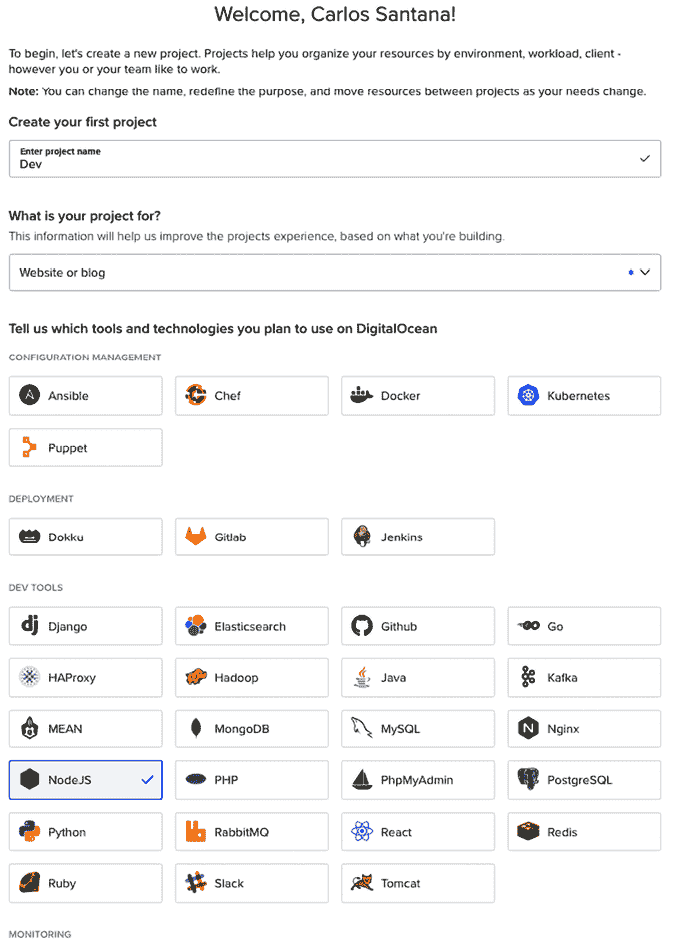 Welcome, Carlos Santana!
To begin, let's create a new project. Projects help you organize your resources by environment, workload, client -
however you or your team like to work.
Note: You can change the name, redefine the purpose, and move resources between projects as your needs change.
Create your first project
Enter project name
Dev
What is your project for?
This information will help us improve the projects experience, based on what you're building.
Website or blog
Tell us which tools and technologies you plan to use on DigitalOcean
CONFIGURATION MANAGEMENT
Ansible Chef Docker Kubernetes
Puppet
DEPLOYMENT
Dokku Gitlab Jenkins
DEV TOOLS
Django Elasticsearch Github Go
HAProxy Hadoop Java Kafka
MEAN MongoDB MySQL Nginx
NodeJS PHP PhpMyAdmin PostgreSQL
Python RabbitMQ React Redis
Ruby Slack Tomcat
MONITORING